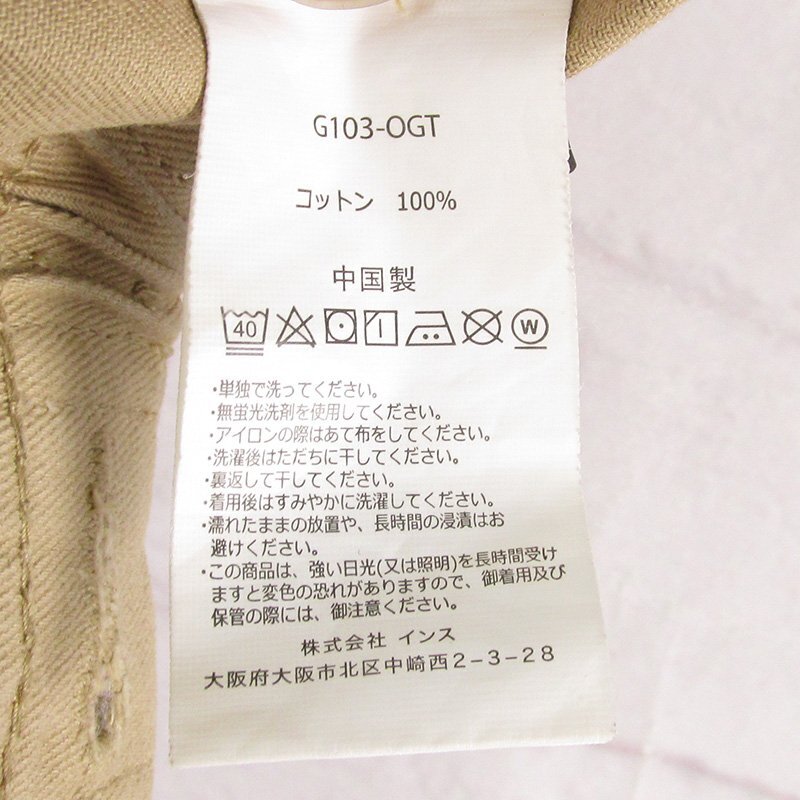 G103-OGT
コットン 100%
中国製
40 W
・単独で洗ってください。
・無蛍光洗剤を使用してください。
・アイロンの際はあて布をしてください。
・洗濯後はただちに干してください。
・裏返して干してください。
・着用後はすみやかに洗濯してください。
・濡れたままの放置や、長時間の浸漬はお
避けください。
・この商品は、強い日光(又は照明)を長時間受け
ますと変色の恐れがありますので、御着用及び
保管の際には、御注意ください。
株式会社 インス
大阪府大阪市北区中崎西2-3-28